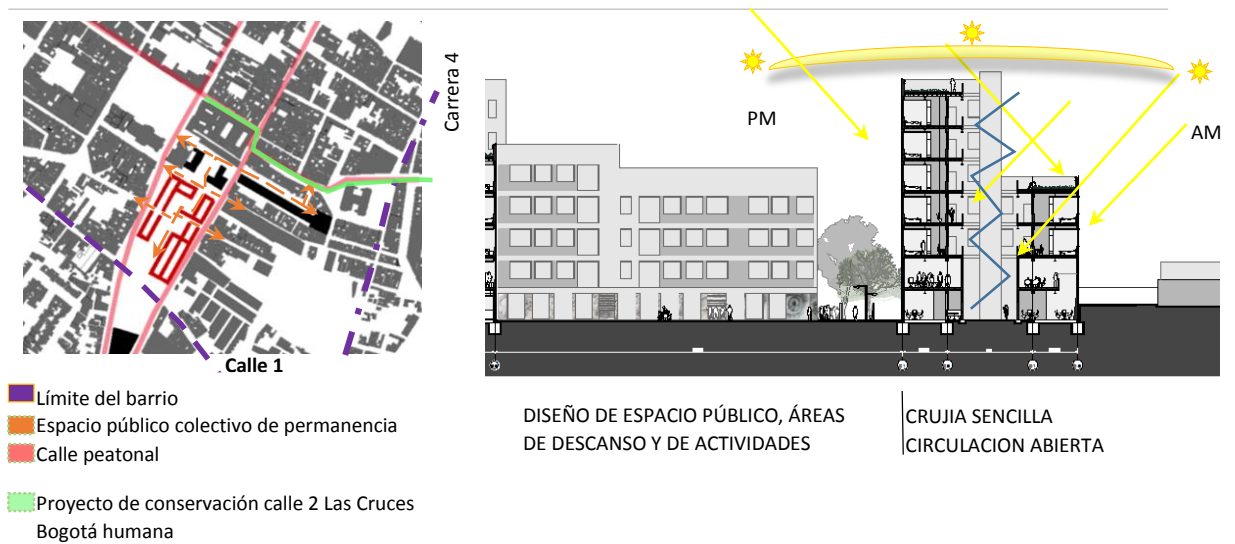 Carrera 4
Calle 1
Límite del barrio
Espacio público colectivo de permanencia
Calle peatonal
Proyecto de conservación calle 2 Las Cruces
Bogotá humana
PM
AM
DISEÑO DE ESPACIO PÚBLICO, ÁREAS
DE DESCANSO Y DE ACTIVIDADES
CRUJIA SENCILLA
CIRCULACION ABIERTA